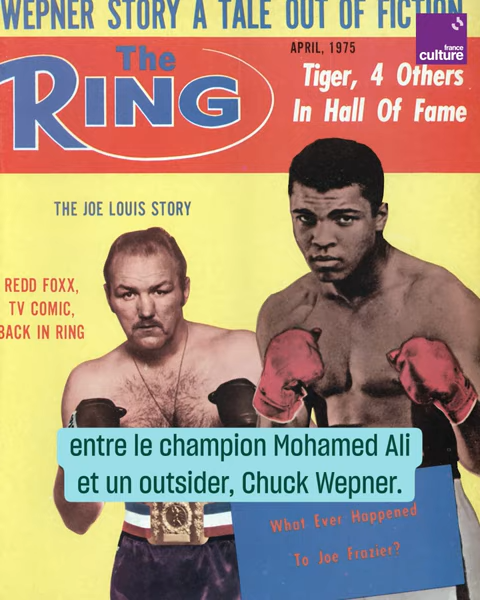 WEPNER STORY A TALE OUT OF FICTION
france
culture
APRIL, 1975
The
RING
Tiger, 4 Others
In Hall Of Fame
THE JOE LOUIS STORY
REDD FOXX,
TV COMIC,
BACK IN RING
entre le champion Mohamed Ali
et un outsider, Chuck Wepner.
What Ever Happened
To Joe Frazier?